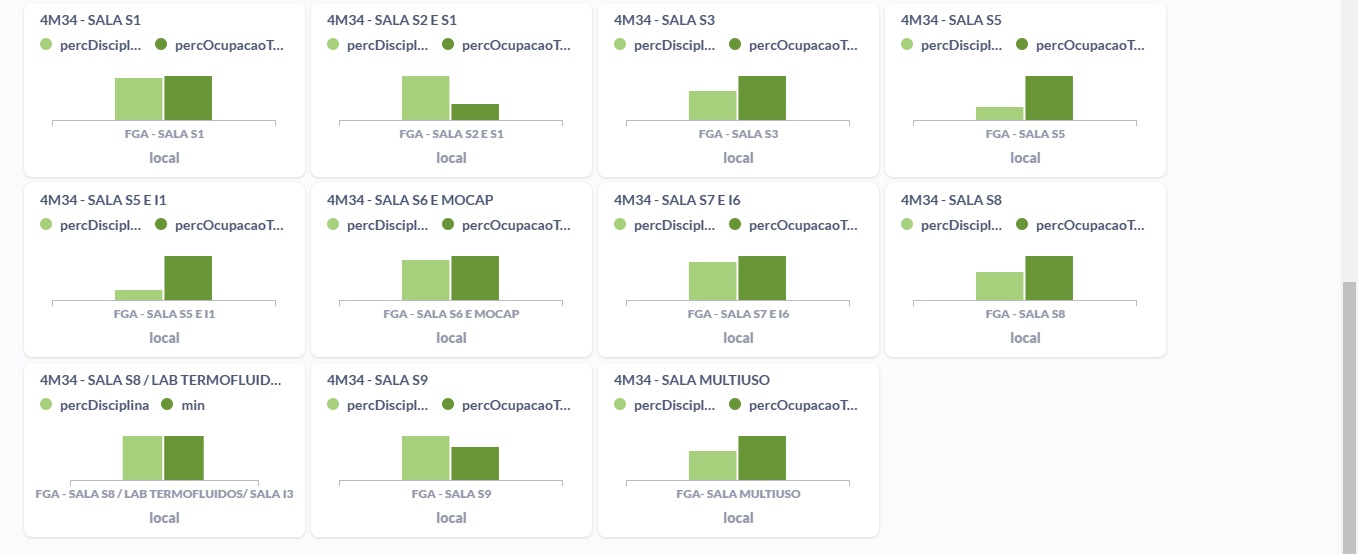 4M34 - SALA S1
percDiscipl... percOcupacaoT...
FGA - SALA S1
local
4M34 - SALA S2 E S1
percDiscipl... percOcupacaoT...
FGA - SALA S2 E S1
local
4M34 - SALA S3
percDiscipl... percOcupacaoT...
FGA - SALA S3
local
4M34 - SALA S5
percDiscipl... percOcupacaoT...
FGA - SALA S5
local
4M34 - SALA S5 E I1
percDiscipl... percOcupacaoT...
FGA - SALA S5 E I1
local
4M34 - SALA S6 E MOCAP
percDiscipl... percOcupacaoT...
FGA - SALA S6 E MOCAP
local
4M34 - SALA S7 E I6
percDiscipl... percOcupacaoT...
FGA - SALA S7 E I6
local
4M34 - SALA S8
percDiscipl... percOcupacaoT...
FGA - SALA S8
local
4M34 - SALA S8 / LAB TERMOFLUID...
percDisciplina min
FGA - SALA S8 / LAB TERMOFLUIDOS/ SALA I3
local
4M34 - SALA S9
percDiscipl... percOcupacaoT...
FGA - SALA S9
local
4M34 - SALA MULTIUSO
percDiscipl... percOcupacaoT...
FGA- SALA MULTIUSO
local